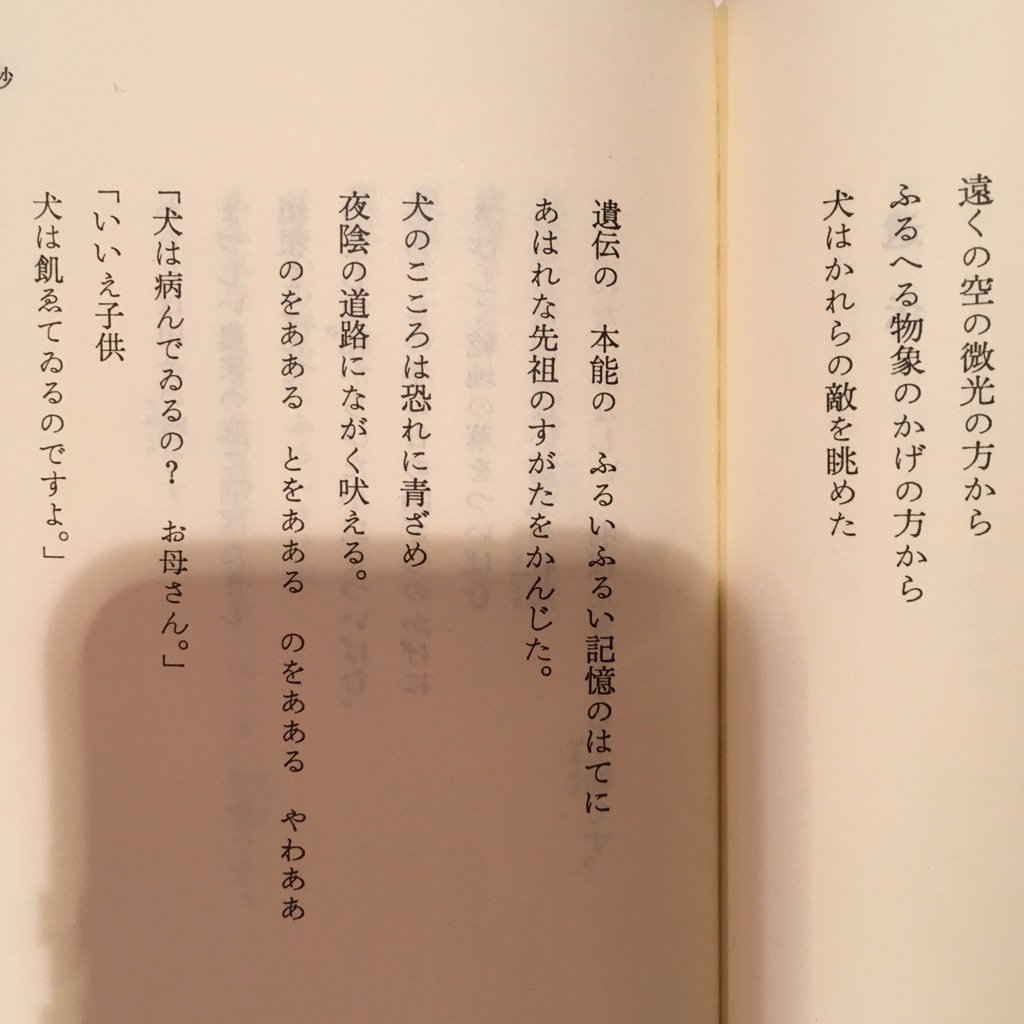 遠くの空の微光の方から
ふるへる物象のかげの方から
犬はかれらの敵を眺めた
遺伝の　本能の　ふるいふるい記憶のはてに
あはれな先祖のすがたをかんじた。
犬のこころは恐れに青ざめ
夜陰の道路にながく吠える。
のをあある　とをあある　のをあある　やわああ
「犬は病んでゐるの？　お母さん。」
「いいえ子供
犬は飢ゑてゐるのですよ。」